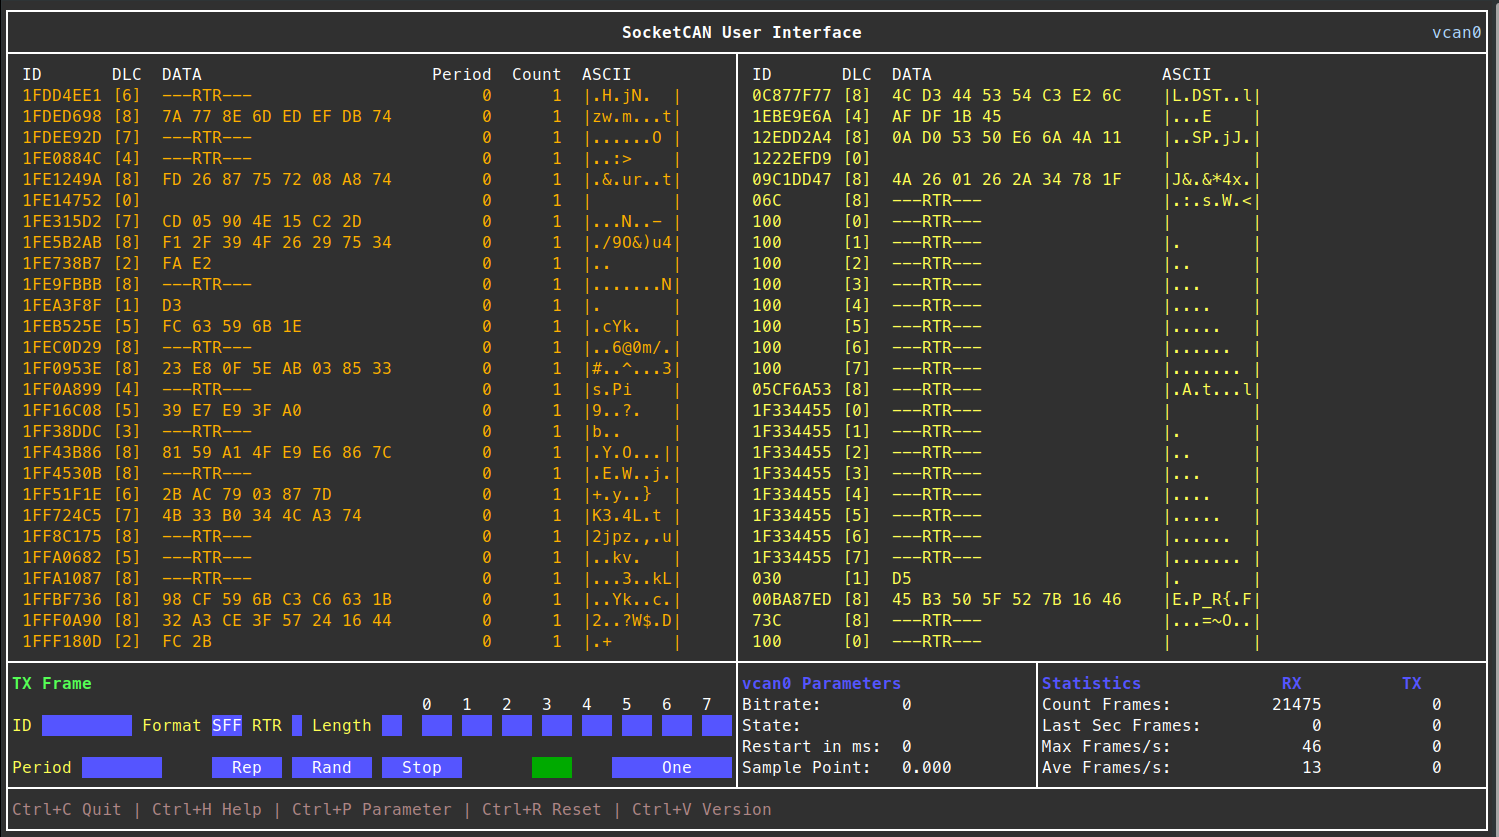 SocketCAN User Interface vcan0
ID DLC DATA Period Count ASCII
1FDD4EE1 [6] ---RTR--- 0 1 |.H.jN.  |
1FDED698 [8] 7A 77 8E 6D ED EF DB 74 0 1 |zw.m...t|
1FDEE92D [7] ---RTR--- 0 1 |......O |
1FE0884C [4] ---RTR--- 0 1 |..:>    |
1FE1249A [8] FD 26 87 75 72 08 A8 74 0 1 |.&.ur..t|
1FE14752 [0] 0 1 |        |
1FE315D2 [7] CD 05 90 4E 15 C2 2D 0 1 |...N..- |
1FE5B2AB [8] F1 2F 39 4F 26 29 75 34 0 1 |./9O&)u4|
1FE738B7 [2] FA E2 0 1 |..      |
1FE9FBBB [8] ---RTR--- 0 1 |.......N|
1FEA3F8F [1] D3 0 1 |.       |
1FEB525E [5] FC 63 59 6B 1E 0 1 |.cYk.   |
1FEC0D29 [8] ---RTR--- 0 1 |..6@0m/.|
1FF0953E [8] 23 E8 0F 5E AB 03 85 33 0 1 |#..^...3|
1FF0A899 [4] ---RTR--- 0 1 |s.Pi    |
1FF16C08 [5] 39 E7 E9 3F A0 0 1 |9..?.   |
1FF38DDC [3] ---RTR--- 0 1 |b..     |
1FF43B86 [8] 81 59 A1 4F E9 E6 86 7C 0 1 |.Y.O...||
1FF4530B [8] ---RTR--- 0 1 |.E.W..j.|
1FF51F1E [6] 2B AC 79 03 87 7D 0 1 |+.y..}  |
1FF724C5 [7] 4B 33 B0 34 4C A3 74 0 1 |K3.4L.t |
1FF8C175 [8] ---RTR--- 0 1 |2jpz.,.u|
1FFA0682 [5] ---RTR--- 0 1 |..kv.   |
1FFA1087 [8] ---RTR--- 0 1 |...3..kL|
1FFBF736 [8] 98 CF 59 6B C3 C6 63 1B 0 1 |..Yk..c.|
1FFF0A90 [8] 32 A3 CE 3F 57 24 16 44 0 1 |2..?W$.D|
1FFF180D [2] FC 2B 0 1 |.+      |
ID DLC DATA ASCII
0C877F77 [8] 4C D3 44 53 54 C3 E2 6C |L.DST..l|
1EBE9E6A [4] AF DF 1B 45 |...E    |
12EDD2A4 [8] 0A D0 53 50 E6 6A 4A 11 |..SP.jJ.|
1222EFD9 [0] |        |
09C1DD47 [8] 4A 26 01 26 2A 34 78 1F |J&.&*4x.|
06C [8] ---RTR--- |.:.s.W.<|
100 [0] ---RTR--- |        |
100 [1] ---RTR--- |.       |
100 [2] ---RTR--- |..      |
100 [3] ---RTR--- |...     |
100 [4] ---RTR--- |....    |
100 [5] ---RTR--- |.....   |
100 [6] ---RTR--- |......  |
100 [7] ---RTR--- |....... |
05CF6A53 [8] ---RTR--- |.A.t...l|
1F334455 [0] ---RTR--- |        |
1F334455 [1] ---RTR--- |.       |
1F334455 [2] ---RTR--- |..      |
1F334455 [3] ---RTR--- |...     |
1F334455 [4] ---RTR--- |....    |
1F334455 [5] ---RTR--- |.....   |
1F334455 [6] ---RTR--- |......  |
1F334455 [7] ---RTR--- |....... |
030 [1] D5 |.       |
00BA87ED [8] 45 B3 50 5F 52 7B 16 46 |E.P_R{.F|
73C [8] ---RTR--- |...=~O..|
100 [0] ---RTR--- |        |
TX Frame
0 1 2 3 4 5 6 7
ID Format SFF RTR Length
Period Rep Rand Stop One
vcan0 Parameters
Bitrate: 0
State:
Restart in ms: 0
Sample Point: 0.000
Statistics RX TX
Count Frames: 21475 0
Last Sec Frames: 0 0
Max Frames/s: 46 0
Ave Frames/s: 13 0
Ctrl+C Quit | Ctrl+H Help | Ctrl+P Parameter | Ctrl+R Reset | Ctrl+V Version